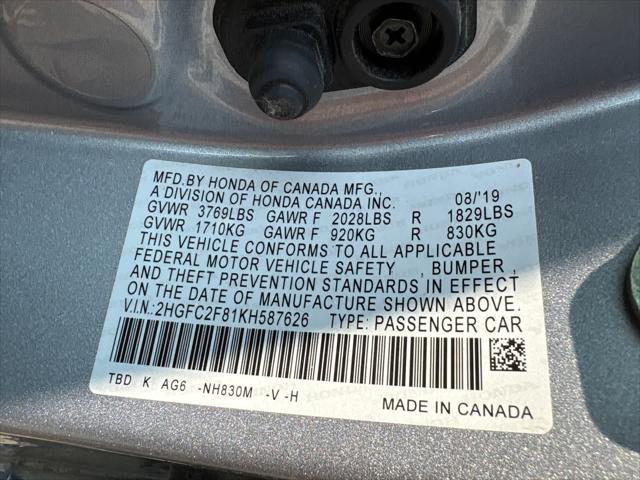 MFD.BY HONDA OF CANADA MFG.,
A DIVISION OF HONDA CANADA INC. 08/'19
GVWR 3769LBS GAWR F 2028LBS R 1829LBS
GVWR 1710KG GAWR F 920KG R 830KG
THIS VEHICLE CONFORMS TO ALL APPLICABLE
FEDERAL MOTOR VEHICLE SAFETY , BUMPER ,
AND THEFT PREVENTION STANDARDS IN EFFECT
ON THE DATE OF MANUFACTURE SHOWN ABOVE.
V.I.N.: 2HGFC2F81KH587626 TYPE: PASSENGER CAR
TBD K AG6 -NH830M -V -H
MADE IN CANADA